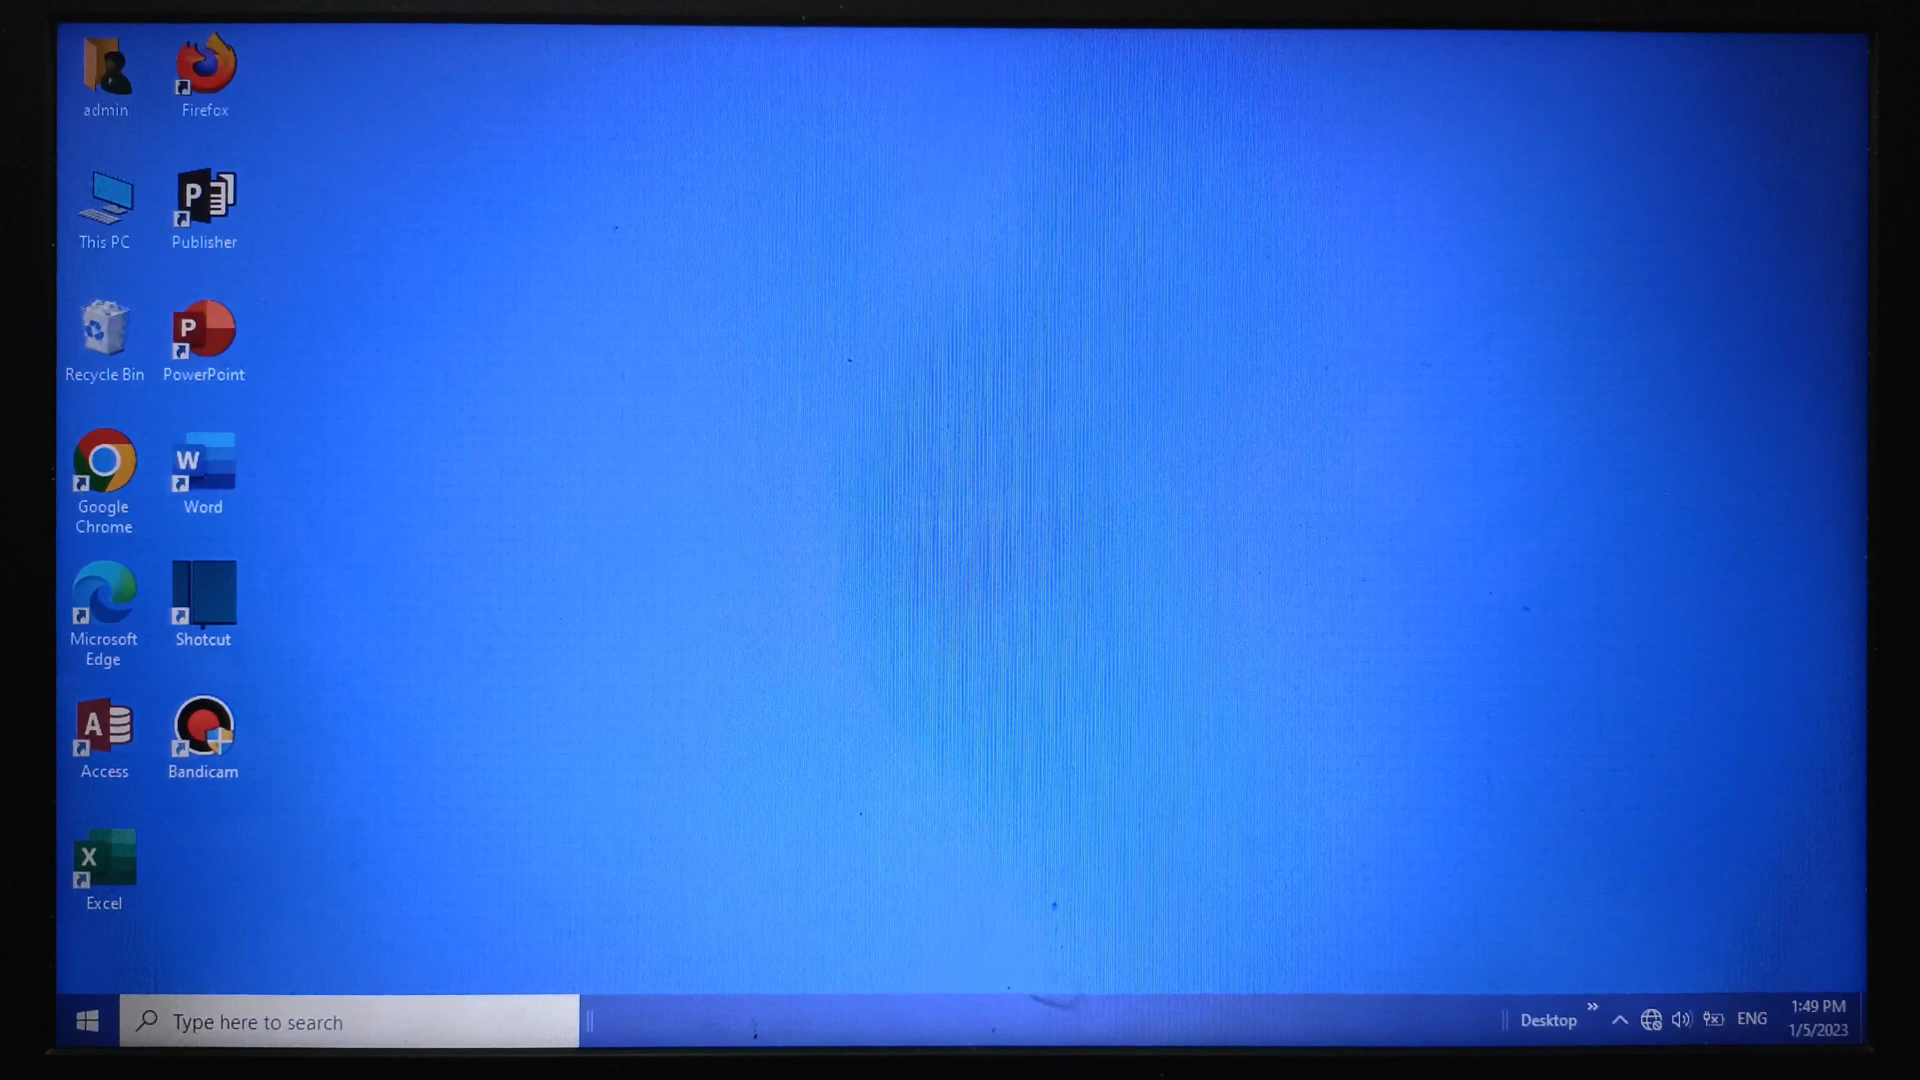 admin
Firefox
This PC
Publisher
Recycle Bin
PowerPoint
Google
Chrome
Word
Microsoft
Edge
Shotcut
Access
Bandicam
Excel
Type here to search
Desktop
ENG
1:49 PM
1/5/2023